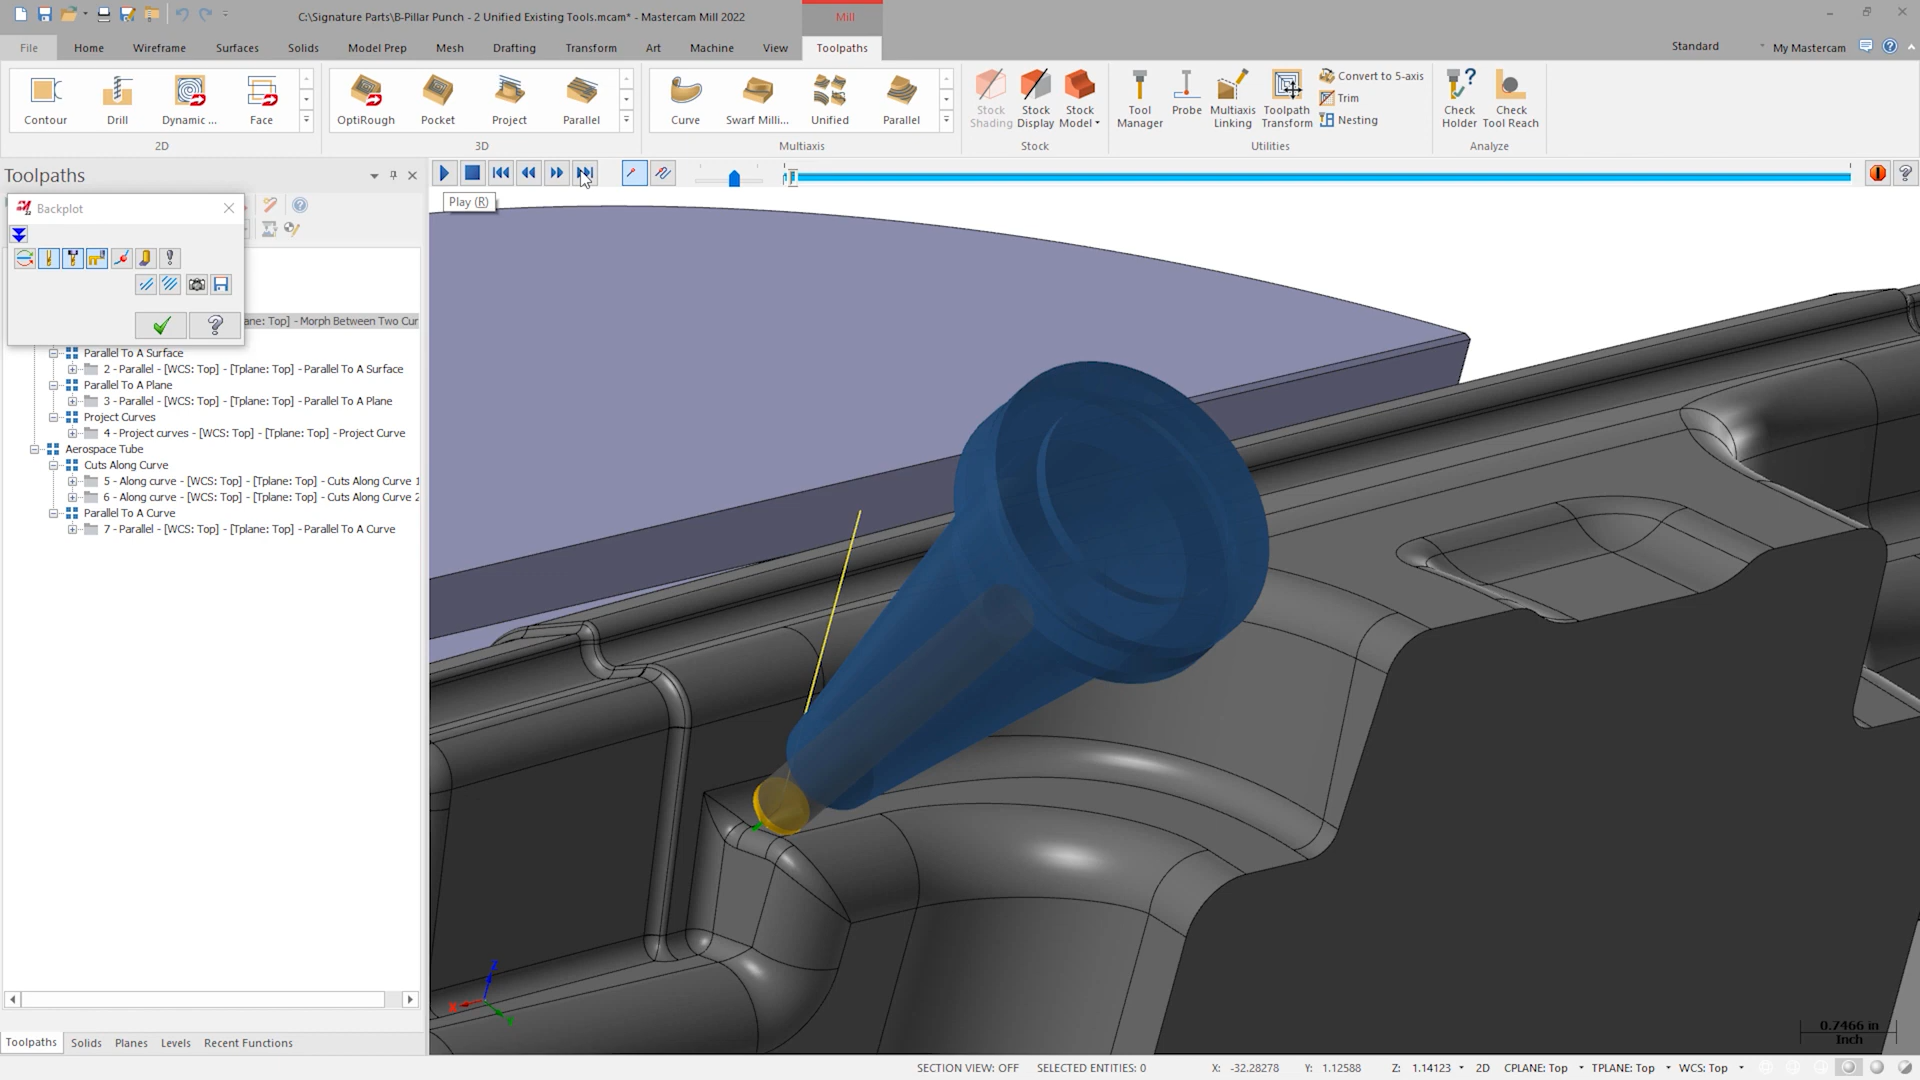 C:\Signature Parts\B-Pillar Punch - 2 Unified Existing Tools.mcam* - Mastercam Mill 2022
Mill
File
Home
Wireframe
Surfaces
Solids
Model Prep
Mesh
Drafting
Transform
Art
Machine
View
Toolpaths
Standard
My Mastercam
Contour
Drill
Dynamic ...
Face
OptiRough
Pocket
Project
Parallel
Curve
Swarf Milli...
Unified
Parallel
Stock Shading
Stock Display
Stock Model
Tool Manager
Probe
Multiaxis Linking
Toolpath Transform
Convert to 5-axis
Trim
Nesting
Check Holder
Check Tool Reach
2D
3D
Multiaxis
Stock
Utilities
Analyze
Toolpaths
Play (R)
Backplot
ane: Top] - Morph Between Two Cur
Parallel To A Surface
2 - Parallel - [WCS: Top] - [Tplane: Top] - Parallel To A Surface
Parallel To A Plane
3 - Parallel - [WCS: Top] - [Tplane: Top] - Parallel To A Plane
Project Curves
4 - Project curves - [WCS: Top] - [Tplane: Top] - Project Curve
Aerospace Tube
Cuts Along Curve
5 - Along curve - [WCS: Top] - [Tplane: Top] - Cuts Along Curve 1
6 - Along curve - [WCS: Top] - [Tplane: Top] - Cuts Along Curve 2
Parallel To A Curve
7 - Parallel - [WCS: Top] - [Tplane: Top] - Parallel To A Curve
Z
X
Y
0.7466 in
Inch
Toolpaths
Solids
Planes
Levels
Recent Functions
SECTION VIEW: OFF
SELECTED ENTITIES: 0
X: -32.28278
Y: 1.12588
Z: 1.14123
2D
CPLANE: Top
TPLANE: Top
WCS: Top